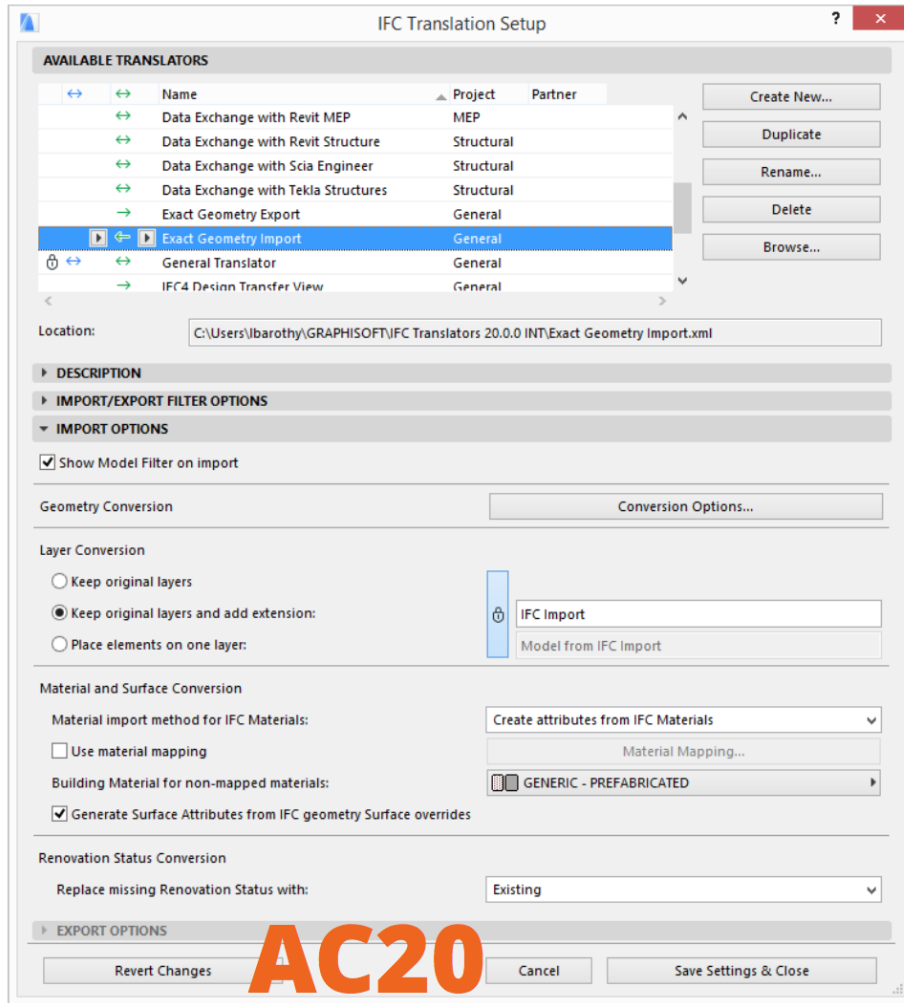 IFC Translation Setup
?
×
AVAILABLE TRANSLATORS
Name Project Partner
Data Exchange with Revit MEP MEP
Data Exchange with Revit Structure Structural
Data Exchange with Scia Engineer Structural
Data Exchange with Tekla Structures Structural
Exact Geometry Export General
Exact Geometry Import General
General Translator General
IFC4 Design Transfer View General
Create New...
Duplicate
Rename...
Delete
Browse...
Location: C:\Users\lbarothy\GRAPHISOFT\IFC Translators 20.0.0 INT\Exact Geometry Import.xml
DESCRIPTION
IMPORT/EXPORT FILTER OPTIONS
IMPORT OPTIONS
Show Model Filter on import
Geometry Conversion Conversion Options...
Layer Conversion
Keep original layers
Keep original layers and add extension: IFC Import
Place elements on one layer: Model from IFC Import
Material and Surface Conversion
Material import method for IFC Materials: Create attributes from IFC Materials
Use material mapping Material Mapping...
Building Material for non-mapped materials: GENERIC - PREFABRICATED
Generate Surface Attributes from IFC geometry Surface overrides
Renovation Status Conversion
Replace missing Renovation Status with: Existing
EXPORT OPTIONS
AC20
Revert Changes Cancel Save Settings & Close